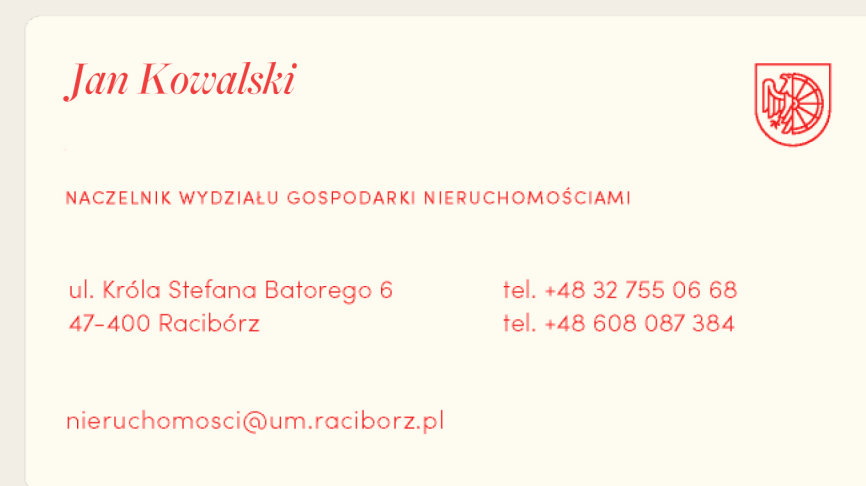 Jan Kowalski
NACZELNIK WYDZIAŁU GOSPODARKI NIERUCHOMOŚCIAMI
ul. Króla Stefana Batorego 6
47-400 Racibórz
tel. +48 32 755 06 68
tel. +48 608 087 384
nieruchomosci@um.raciborz.pl